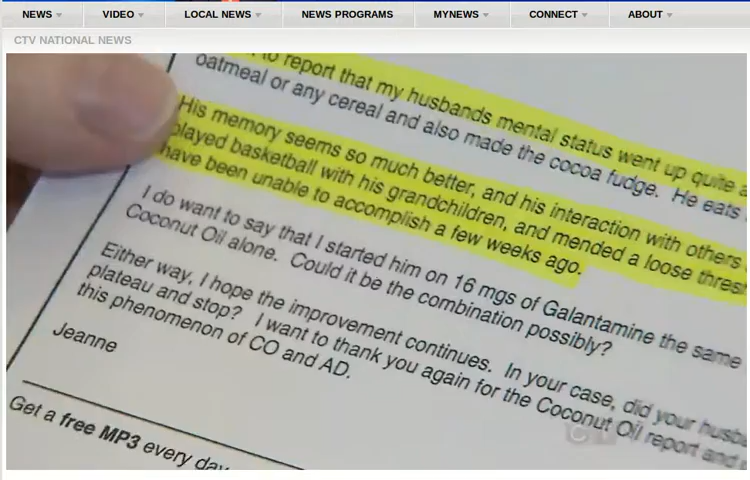 NEWS VIDEO LOCAL NEWS NEWS PROGRAMS MYNEWS CONNECT ABOUT
CTV NATIONAL NEWS
to report that my husbands mental status went up quite a
oatmeal or any cereal and also made the cocoa fudge. He eats
His memory seems so much better, and his interaction with others
played basketball with his grandchildren, and mended a loose thresh
have been unable to accomplish a few weeks ago.
I do want to say that I started him on 16 mgs of Galantamine the same
Coconut Oil alone. Could it be the combination possibly?
Either way, I hope the improvement continues. In your case, did your husba
plateau and stop? I want to thank you again for the Coconut Oil report and
this phenomenon of CO and AD.
Jeanne
Get a free MP3 every day